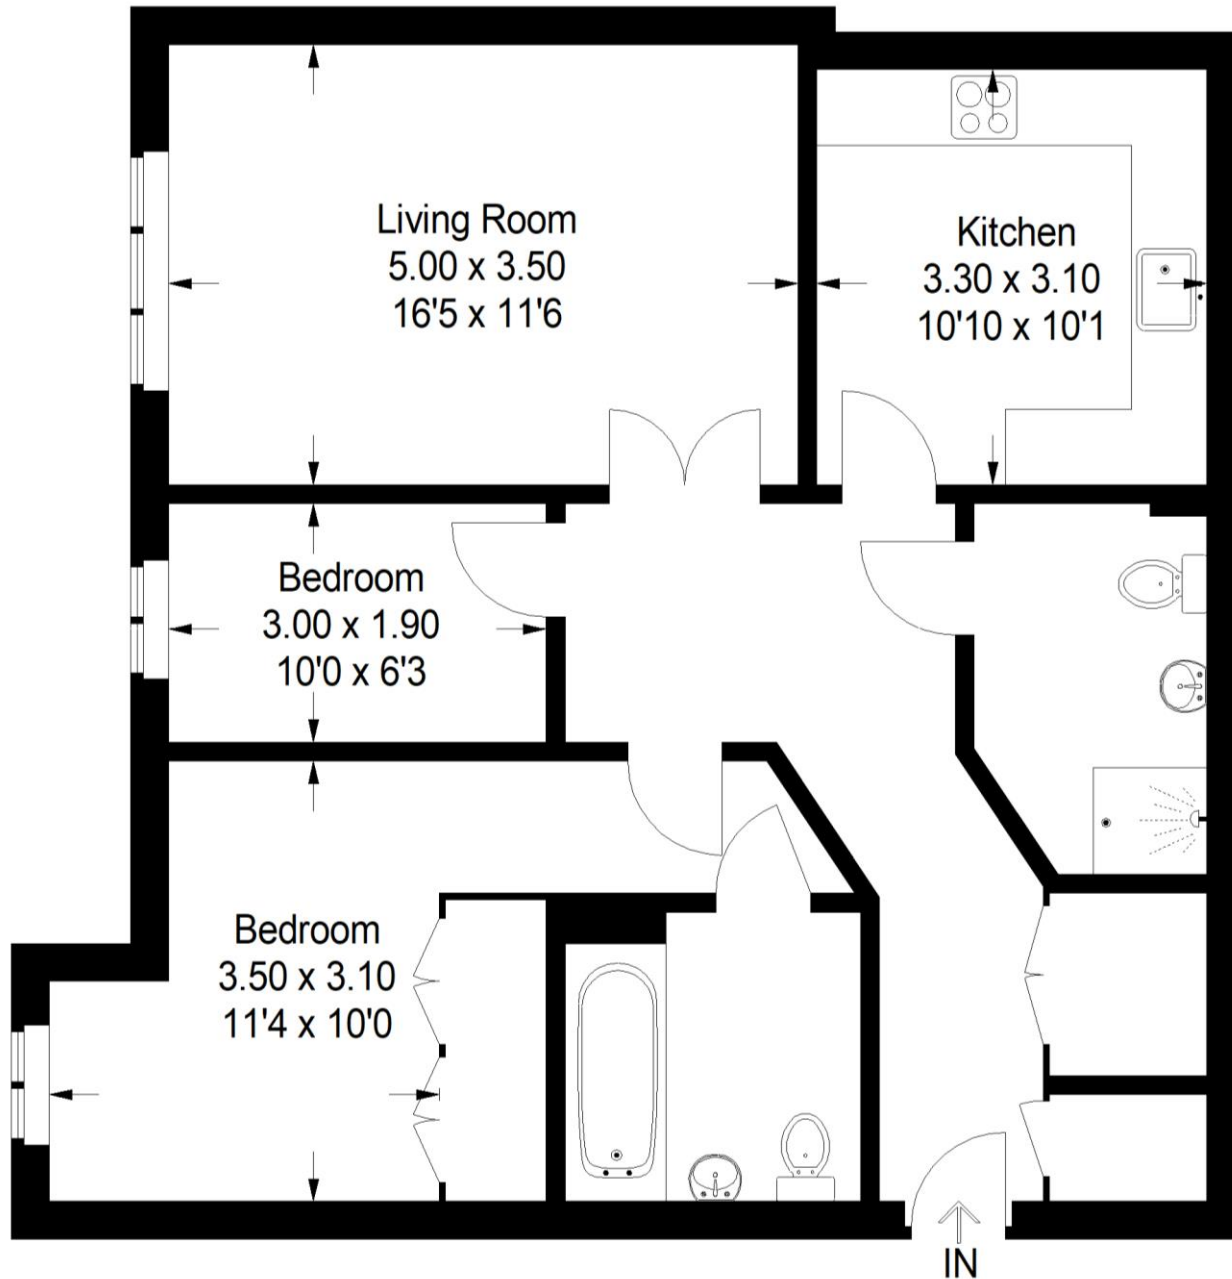 Living Room
5.00 x 3.50
16'5 x 11'6
Kitchen
3.30 x 3.10
10'10 x 10'1
Bedroom
3.00 x 1.90
10'0 x 6'3
Bedroom
3.50 x 3.10
11'4 x 10'0
IN